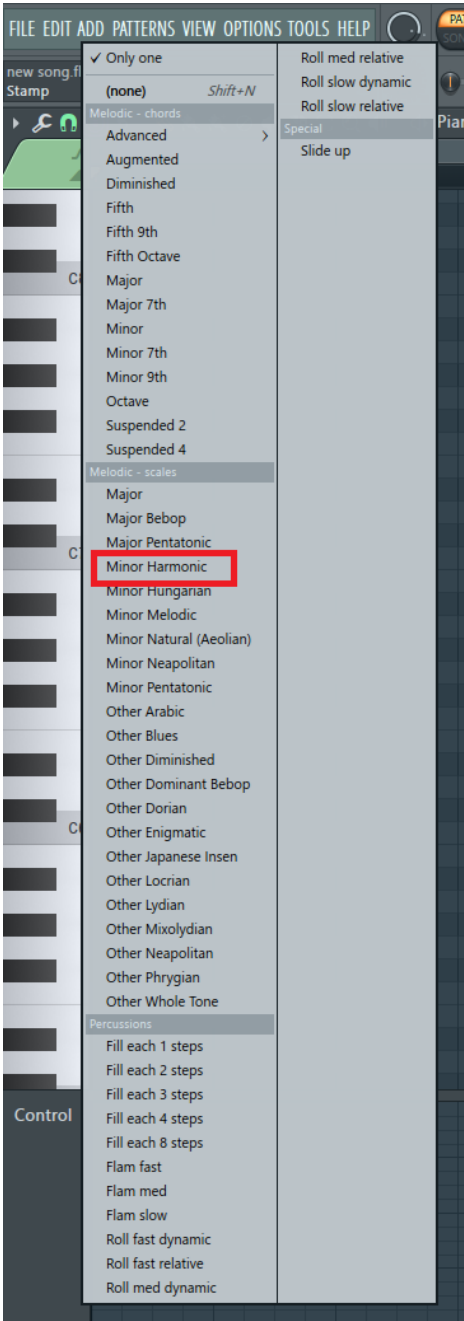 FILE EDIT ADD PATTERNS VIEW OPTIONS TOOLS HELP
PA
SON
new song.fl
Stamp
Pian
✓ Only one
(none) Shift+N
Melodic - chords
Advanced >
Augmented
Diminished
Fifth
Fifth 9th
Fifth Octave
Major
Major 7th
Minor
Minor 7th
Minor 9th
Octave
Suspended 2
Suspended 4
Melodic - scales
Major
Major Bebop
Major Pentatonic
Minor Harmonic
Minor Hungarian
Minor Melodic
Minor Natural (Aeolian)
Minor Neapolitan
Minor Pentatonic
Other Arabic
Other Blues
Other Diminished
Other Dominant Bebop
Other Dorian
Other Enigmatic
Other Japanese Insen
Other Locrian
Other Lydian
Other Mixolydian
Other Neapolitan
Other Phrygian
Other Whole Tone
Percussions
Fill each 1 steps
Fill each 2 steps
Fill each 3 steps
Fill each 4 steps
Fill each 8 steps
Flam fast
Flam med
Flam slow
Roll fast dynamic
Roll fast relative
Roll med dynamic
Roll med relative
Roll slow dynamic
Roll slow relative
Special
Slide up
Control